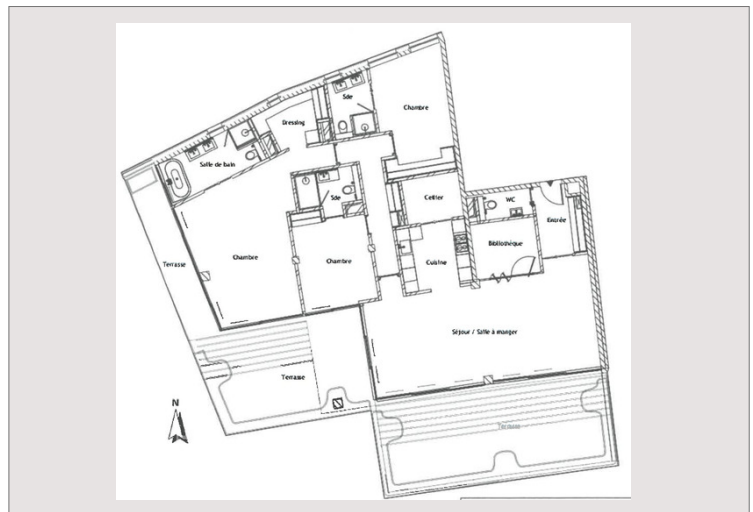 Sde
Chambre
Dressing
Salle de bain
Sde
Cellier
WC
Entrée
Bibliothèque
Terrasse
Chambre
Chambre
Cuisine
Séjour / Salle à manger
Terrasse
N
Terrasse